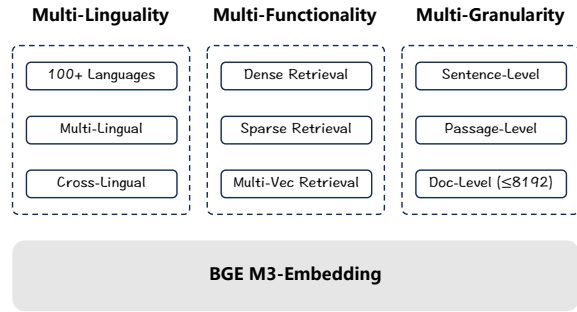 Multi-Linguality
100+ Languages
Multi-Lingual
Cross-Lingual
Multi-Functionality
Dense Retrieval
Sparse Retrieval
Multi-Vec Retrieval
Multi-Granularity
Sentence-Level
Passage-Level
Doc-Level (≤8192)
BGE M3-Embedding